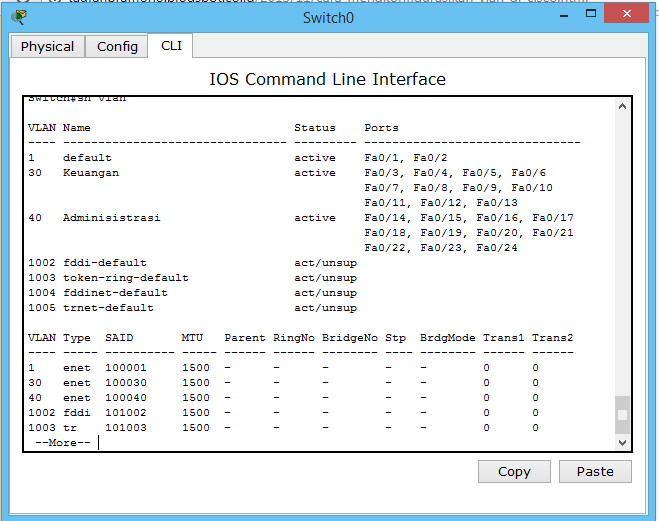 Switch0
Physical Config CLI
IOS Command Line Interface
Switch#sh vlan
VLAN Name Status Ports
---- -------------------------------- --------- -------------------------------
1 default active Fa0/1, Fa0/2
30 Keuangan active Fa0/3, Fa0/4, Fa0/5, Fa0/6
Fa0/7, Fa0/8, Fa0/9, Fa0/10
Fa0/11, Fa0/12, Fa0/13
40 Adminisistrasi active Fa0/14, Fa0/15, Fa0/16, Fa0/17
Fa0/18, Fa0/19, Fa0/20, Fa0/21
Fa0/22, Fa0/23, Fa0/24
1002 fddi-default act/unsup
1003 token-ring-default act/unsup
1004 fddinet-default act/unsup
1005 trnet-default act/unsup
VLAN Type SAID MTU Parent RingNo BridgeNo Stp BrdgMode Trans1 Trans2
---- ----- ---------- ----- ------ ------ -------- ---- -------- ------ ------
1 enet 100001 1500 - - - - - 0 0
30 enet 100030 1500 - - - - - 0 0
40 enet 100040 1500 - - - - - 0 0
1002 fddi 101002 1500 - - - - - 0 0
1003 tr 101003 1500 - - - - - 0 0
--More--
Copy Paste